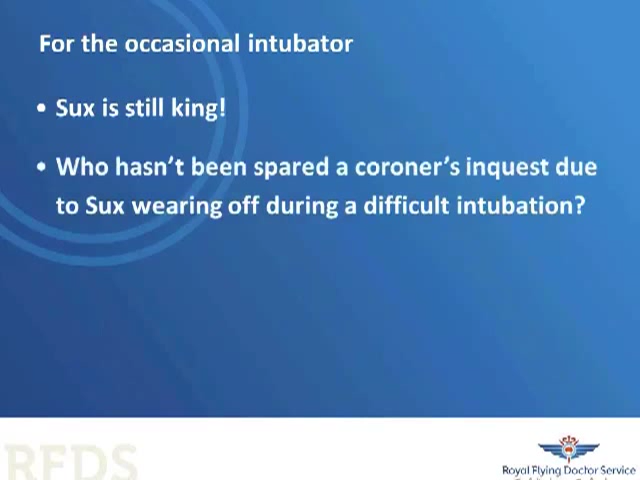 For the occasional intubator
• Sux is still king!
• Who hasn't been spared a coroner's inquest due
to Sux wearing off during a difficult intubation?
RFDS
Royal Flying Doctor Service